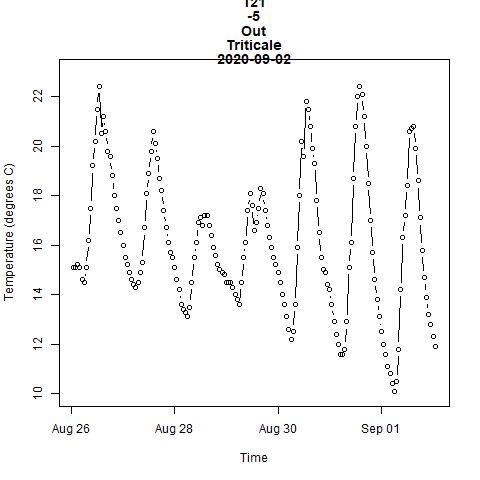 121
-5
Out
Triticale
2020-09-02
Temperature (degrees C)
22
20
18
16
14
12
10
Aug 26
Aug 28
Aug 30
Sep 01
Time